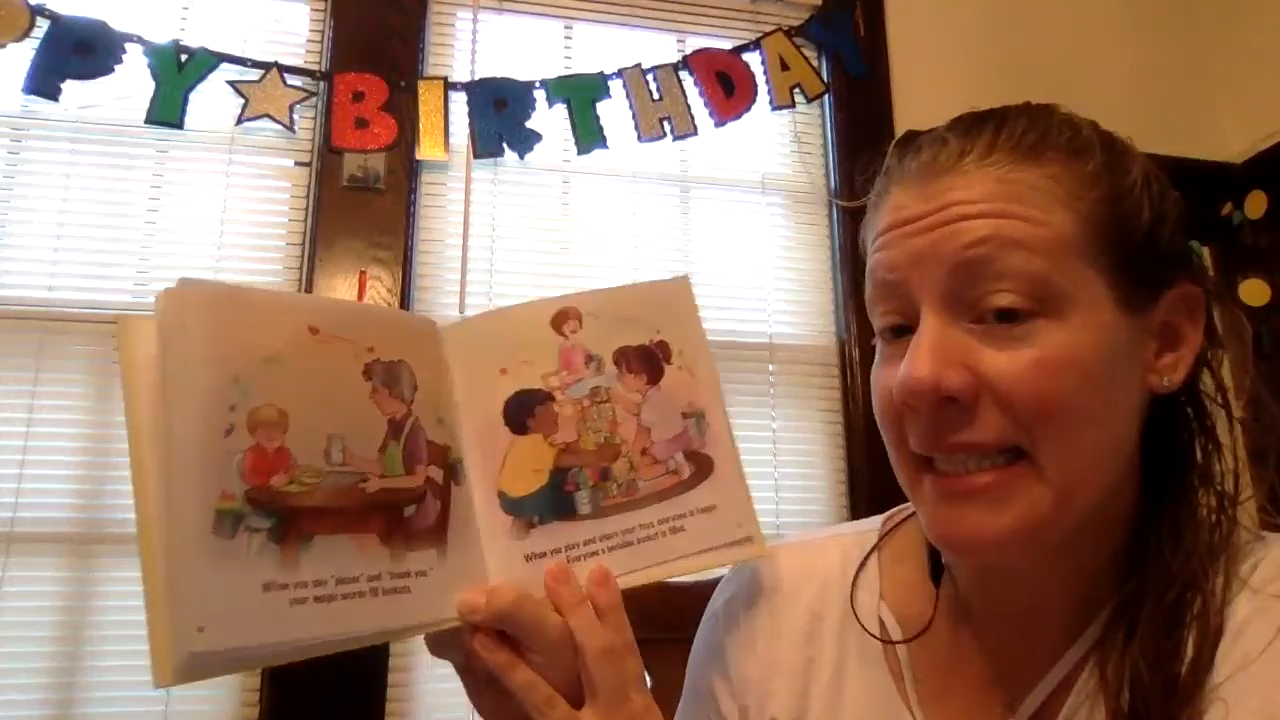 PY★BIRTHDAY
When you say "please" and "thank you,"
your magic words fill buckets.
When you play and share your toys, everyone is happy.
Everyone's invisible bucket is filled.